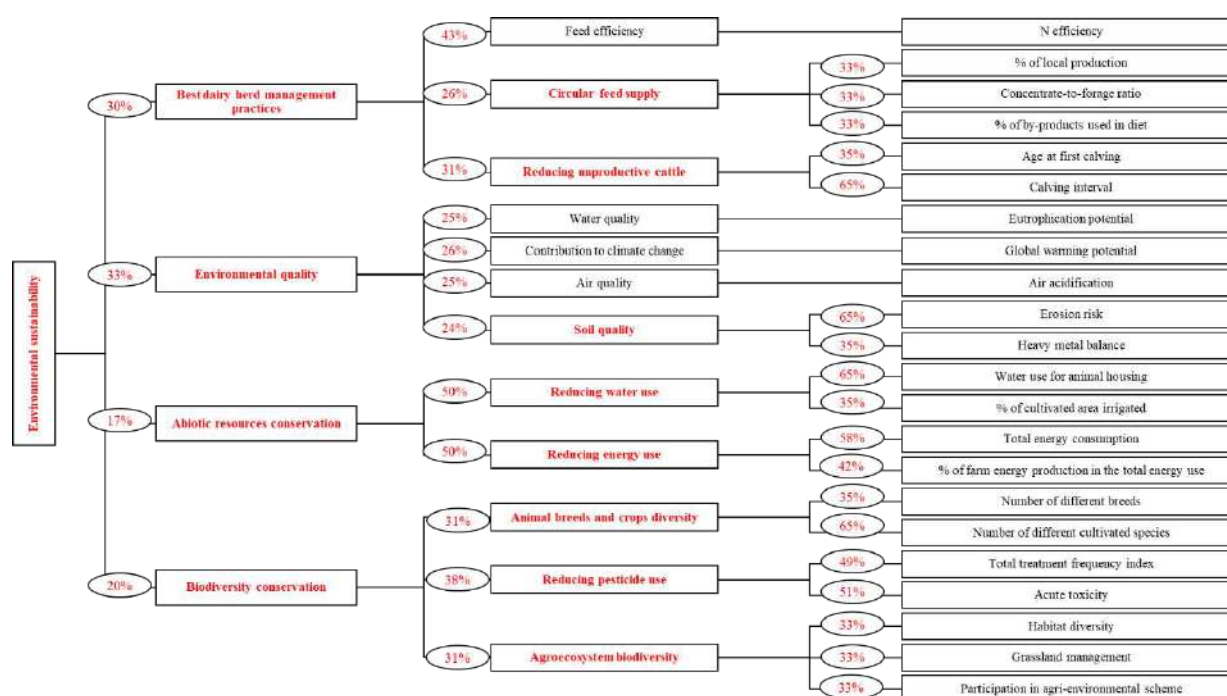 43%
Feed efficiency
N efficiency
33%
% of local production
30%
Best dairy herd management
practices
26%
Circular feed supply
33%
Concentrate-to-forage ratio
33%
% of by-products used in diet
31%
Reducing unproductive cattle
35%
Age at first calving
65%
Calving interval
25%
Water quality
Eutrophication potential
26%
Contribution to climate change
Global warming potential
Environmental sustainability
33%
Environmental quality
25%
Air quality
Air acidification
24%
Soil quality
65%
Erosion risk
35%
Heavy metal balance
17%
Abiotic resources conservation
50%
Reducing water use
65%
Water use for animal housing
35%
% of cultivated area irrigated
50%
Reducing energy use
58%
Total energy consumption
42%
% of farm energy production in the total energy use
31%
Animal breeds and crops diversity
35%
Number of different breeds
65%
Number of different cultivated species
20%
Biodiversity conservation
38%
Reducing pesticide use
49%
Total treatment frequency index
51%
Acute toxicity
31%
Agroecosystem biodiversity
33%
Habitat diversity
33%
Grassland management
33%
Participation in agri-environmental scheme